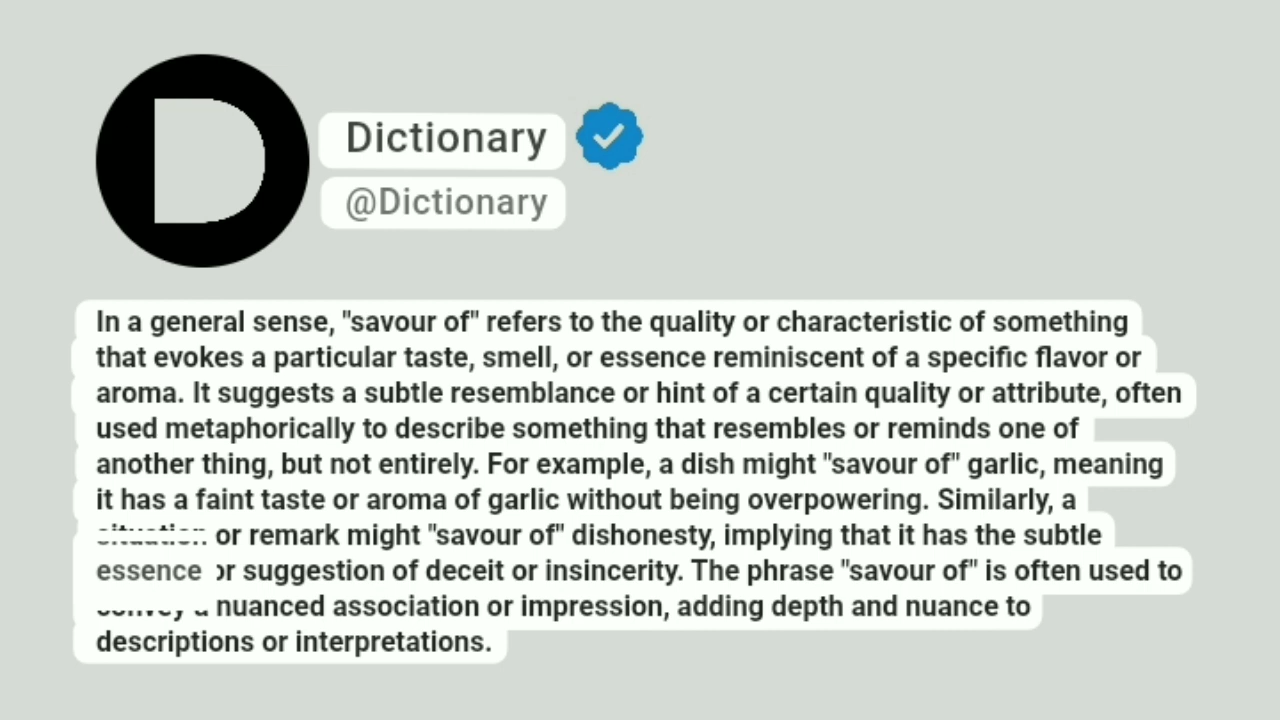 Dictionary
@Dictionary
In a general sense, "savour of" refers to the quality or characteristic of something
that evokes a particular taste, smell, or essence reminiscent of a specific flavor or
aroma. It suggests a subtle resemblance or hint of a certain quality or attribute, often
used metaphorically to describe something that resembles or reminds one of
another thing, but not entirely. For example, a dish might "savour of" garlic, meaning
it has a faint taste or aroma of garlic without being overpowering. Similarly, a
situation or remark might "savour of" dishonesty, implying that it has the subtle
essence or suggestion of deceit or insincerity. The phrase "savour of" is often used to
convey a nuanced association or impression, adding depth and nuance to
descriptions or interpretations.